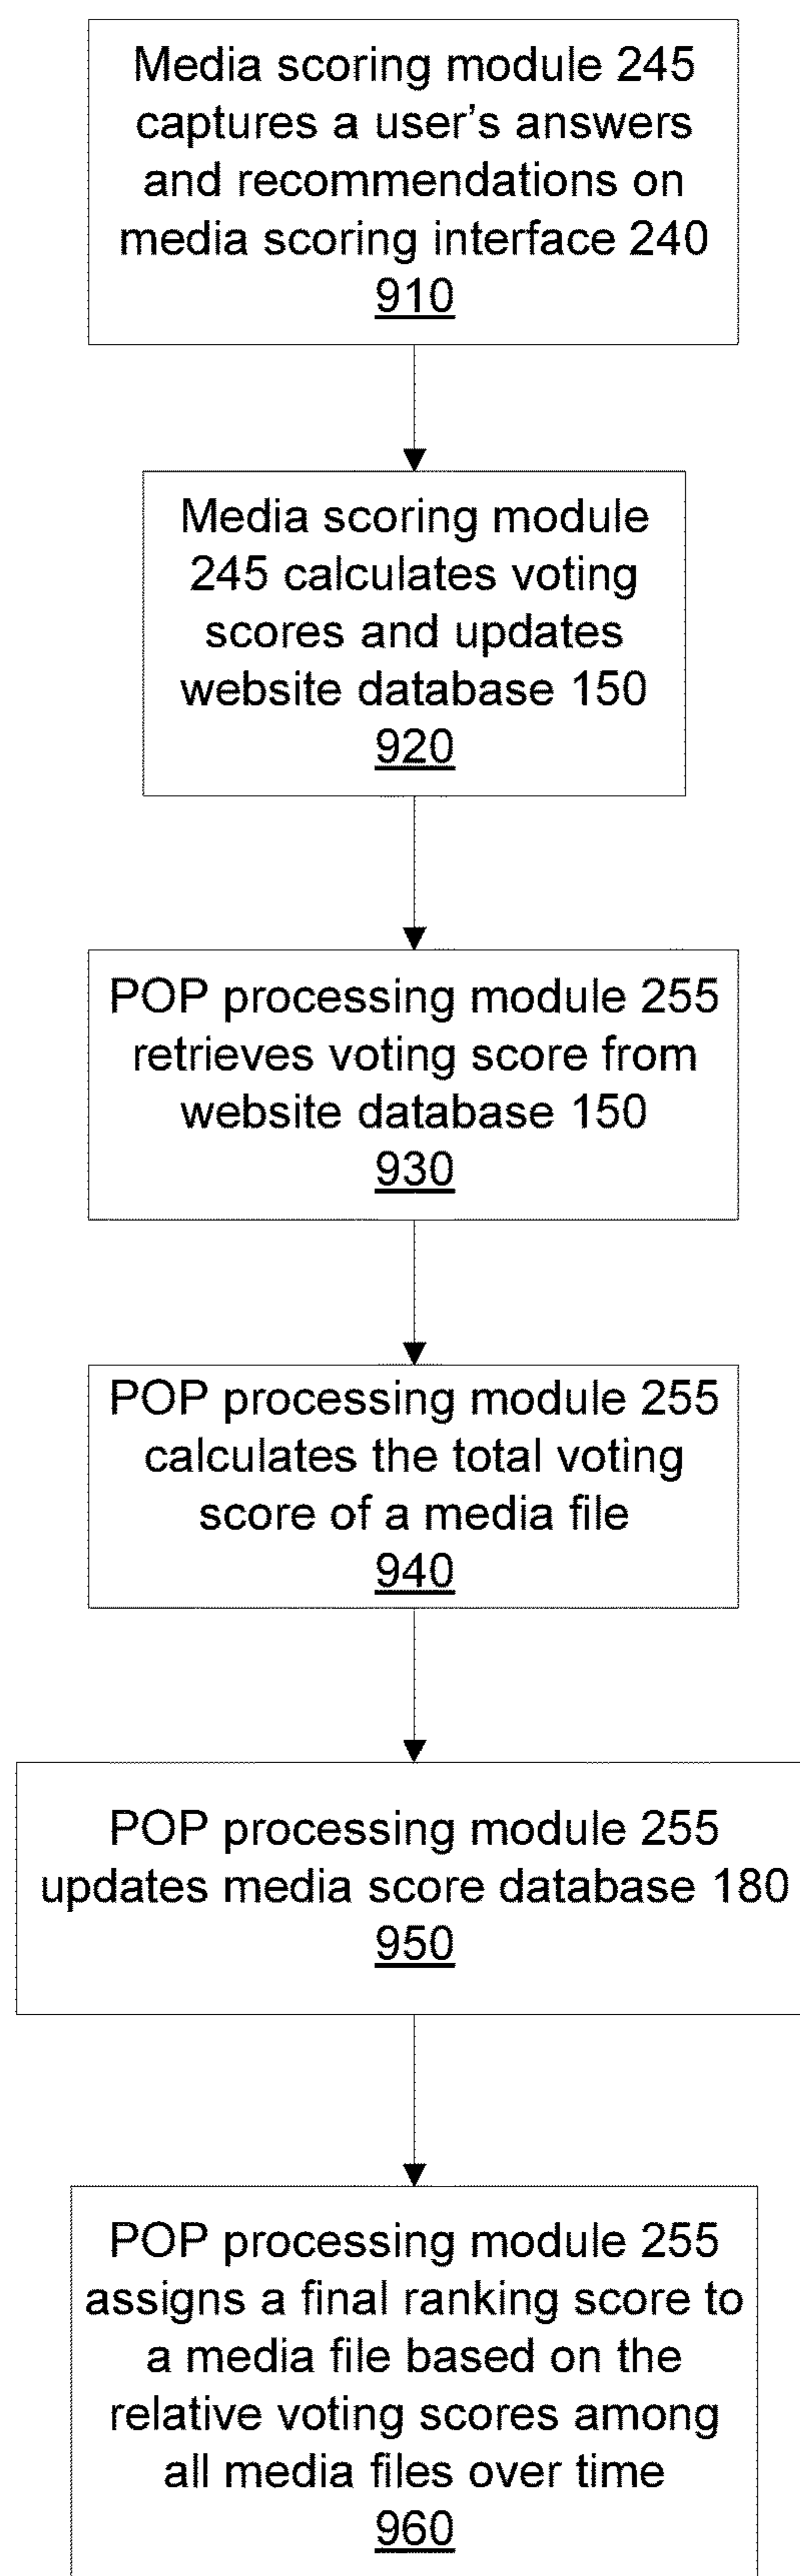 Media scoring module 245
captures a user's answers
and recommendations on
media scoring interface 240
910
Media scoring module
245 calculates voting
scores and updates
website database 150
920
POP processing module 255
retrieves voting score from
website database 150
930
POP processing module 255
calculates the total voting
score of a media file
940
POP processing module 255
updates media score database 180
950
POP processing module 255
assigns a final ranking score to
a media file based on the
relative voting scores among
all media files over time
960